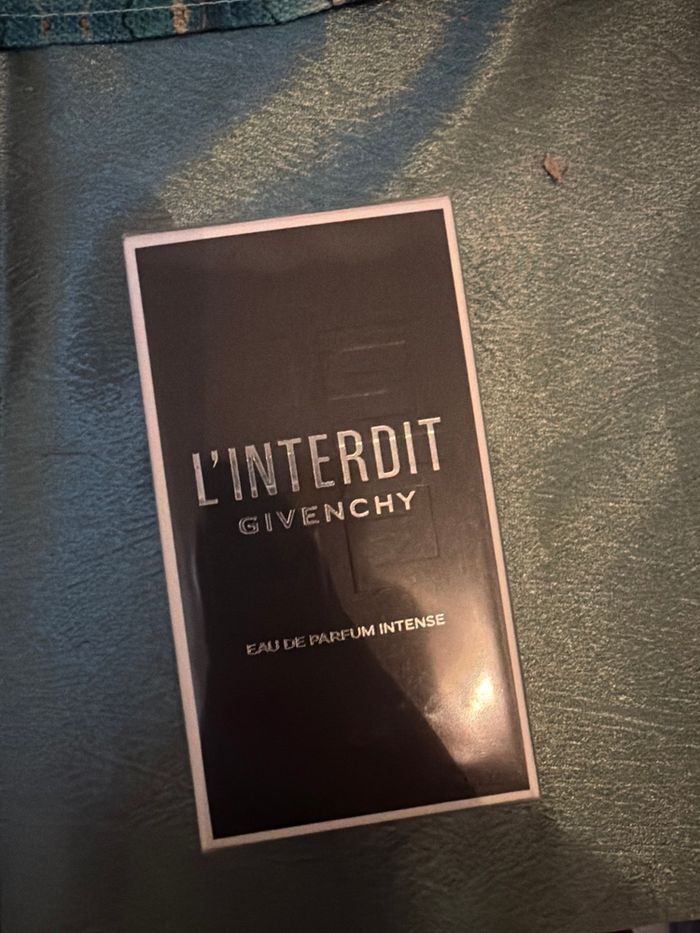 L'INTERDIT
GIVENCHY
EAU DE PARFUM INTENSE